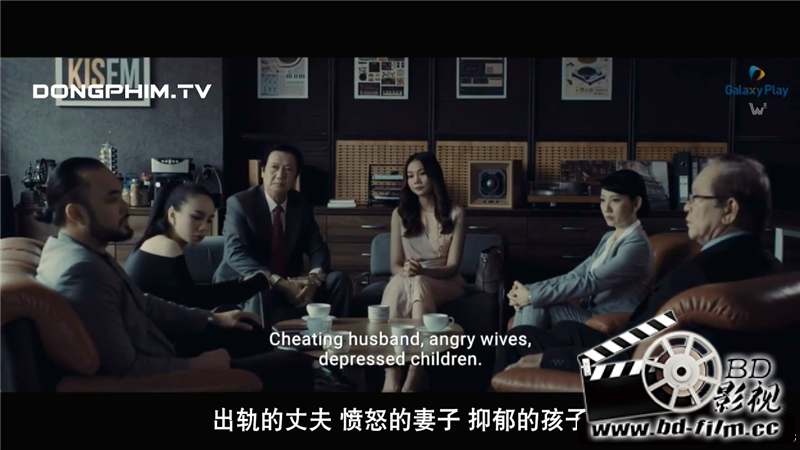 KISFM
DONGPHIM.TV
Galaxy Play
W
Cheating husband, angry wives,
depressed children.
出轨的丈夫 愤怒的妻子 抑郁的孩子
BD
影视
www.bd-film.cc